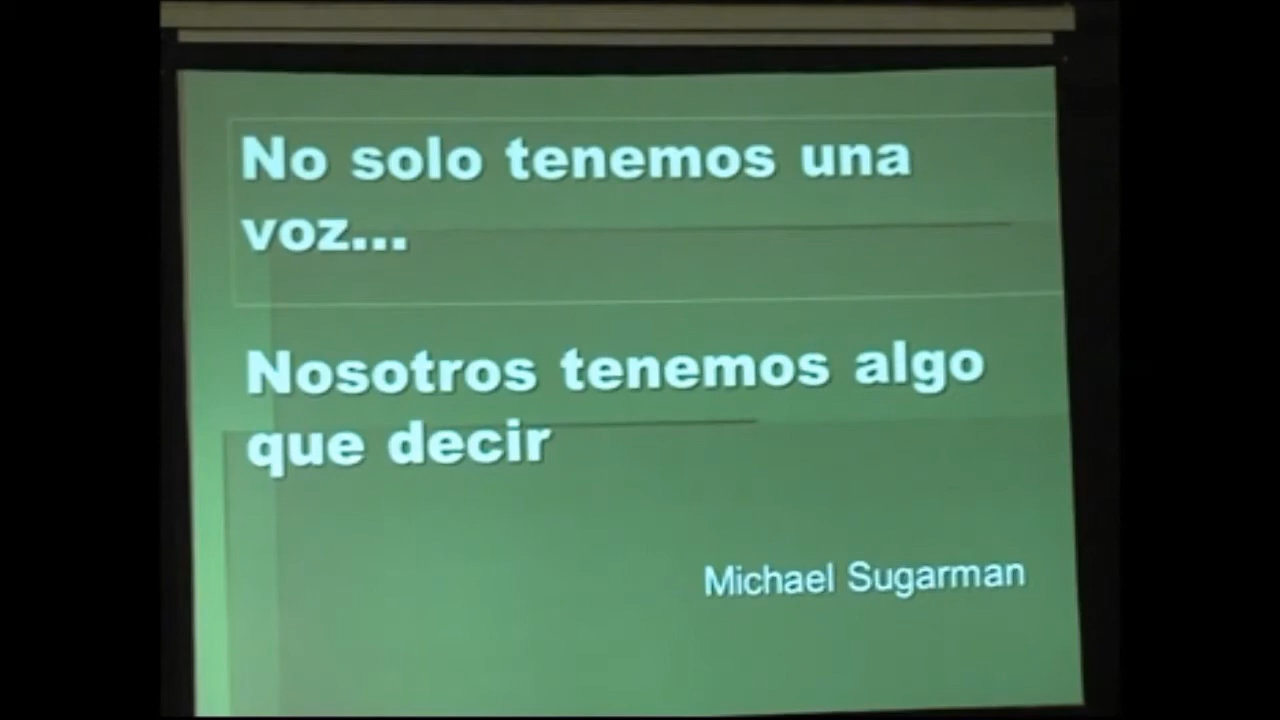 No solo tenemos una
voz...
Nosotros tenemos algo
que decir
Michael Sugarman